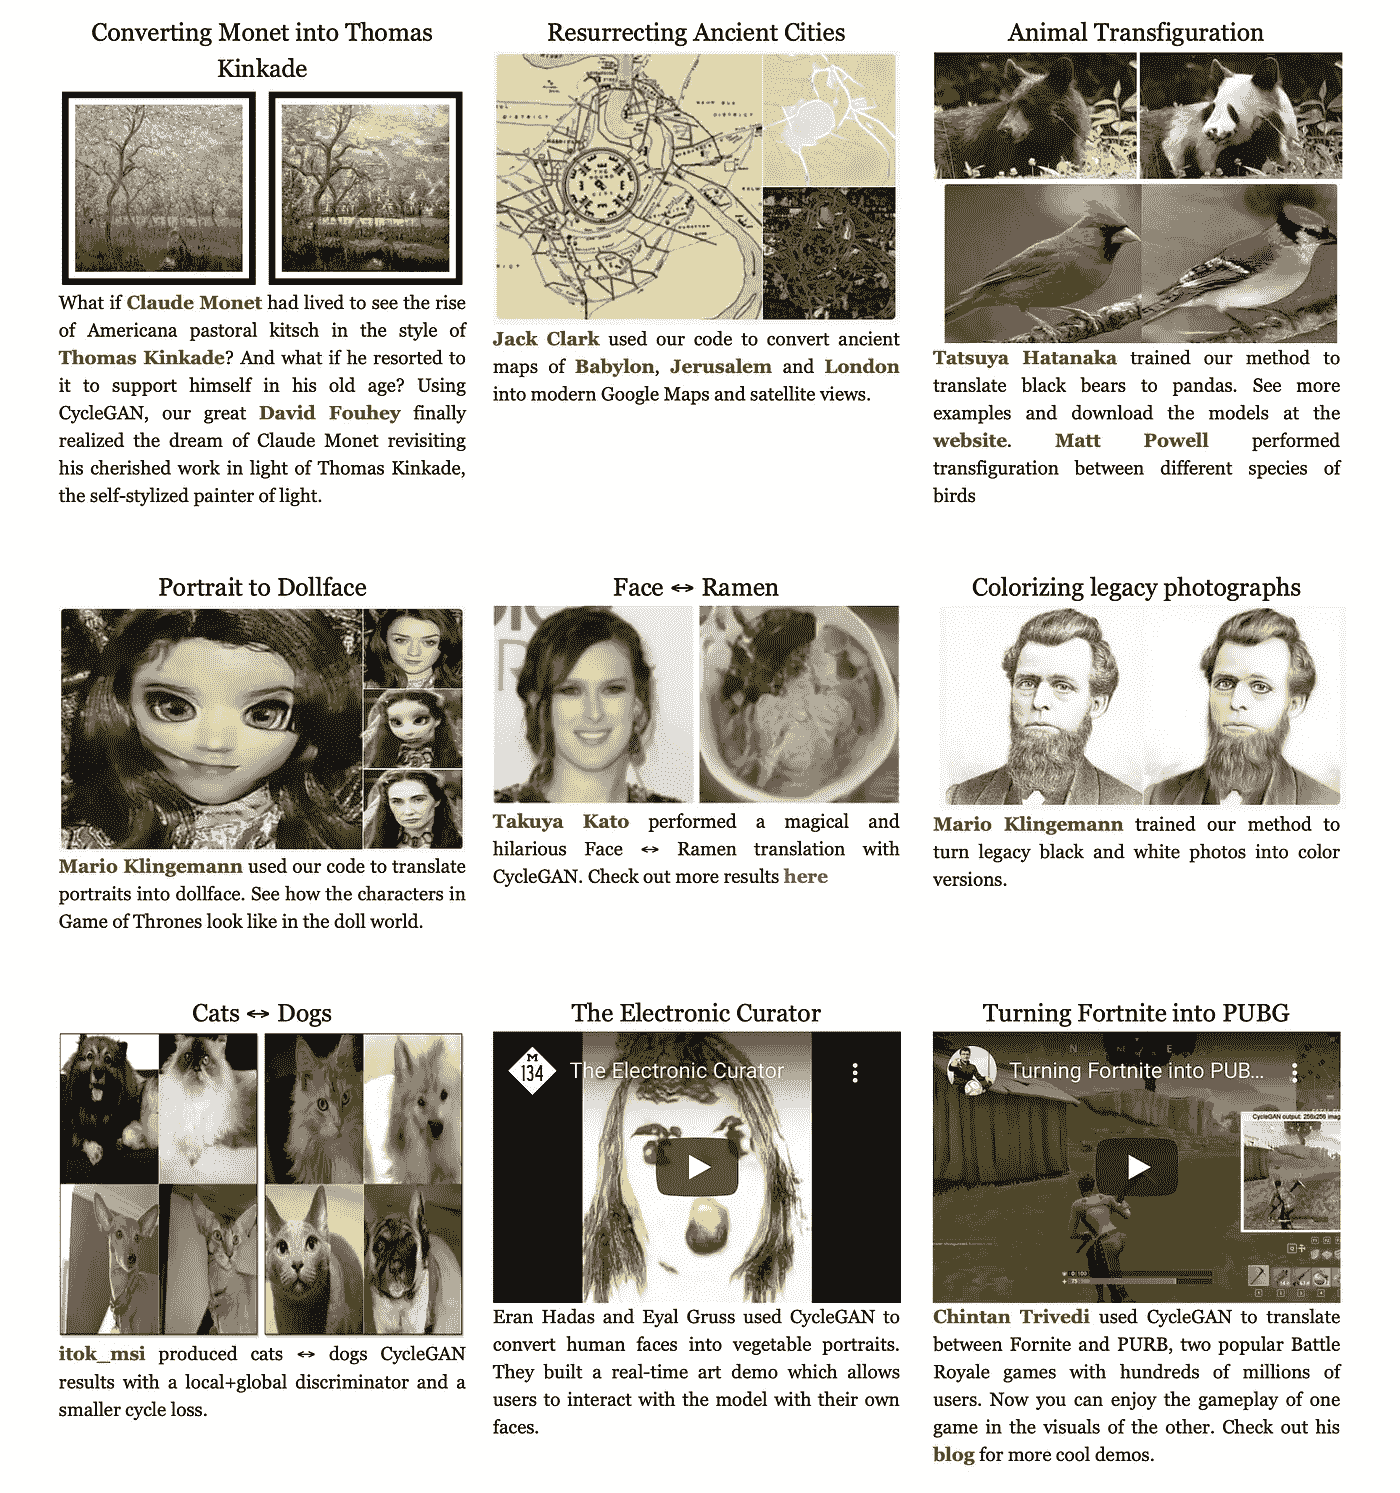 Converting Monet into Thomas
Kinkade
What if Claude Monet had lived to see the rise
of Americana pastoral kitsch in the style of
Thomas Kinkade? And what if he resorted to
it to support himself in his old age? Using
CycleGAN, our great David Fouhey finally
realized the dream of Claude Monet revisiting
his cherished work in light of Thomas Kinkade,
the self-stylized painter of light.
Resurrecting Ancient Cities
Jack Clark used our code to convert ancient
maps of Babylon, Jerusalem and London
into modern Google Maps and satellite views.
Animal Transfiguration
Tatsuya Hatanaka trained our method to
translate black bears to pandas. See more
examples and download the models at the
website. Matt Powell performed
transfiguration between different species of
birds
Portrait to Dollface
Mario Klingemann used our code to translate
portraits into dollface. See how the characters in
Game of Thrones look like in the doll world.
Face ↔ Ramen
Takuya Kato performed a magical and
hilarious Face ↔ Ramen translation with
CycleGAN. Check out more results here
Colorizing legacy photographs
Mario Klingemann trained our method to
turn legacy black and white photos into color
versions.
Cats ↔ Dogs
itok_msi produced cats ↔ dogs CycleGAN
results with a local+global discriminator and a
smaller cycle loss.
The Electronic Curator
M
134
The Electronic Curator
Eran Hadas and Eyal Gruss used CycleGAN to
convert human faces into vegetable portraits.
They built a real-time art demo which allows
users to interact with the model with their own
faces.
Turning Fortnite into PUBG
Turning Fortnite into PUB...
CycleGAN output: 256x256 imag
Chintan Trivedi used CycleGAN to translate
between Fornite and PURB, two popular Battle
Royale games with hundreds of millions of
users. Now you can enjoy the gameplay of one
game in the visuals of the other. Check out his
blog for more cool demos.